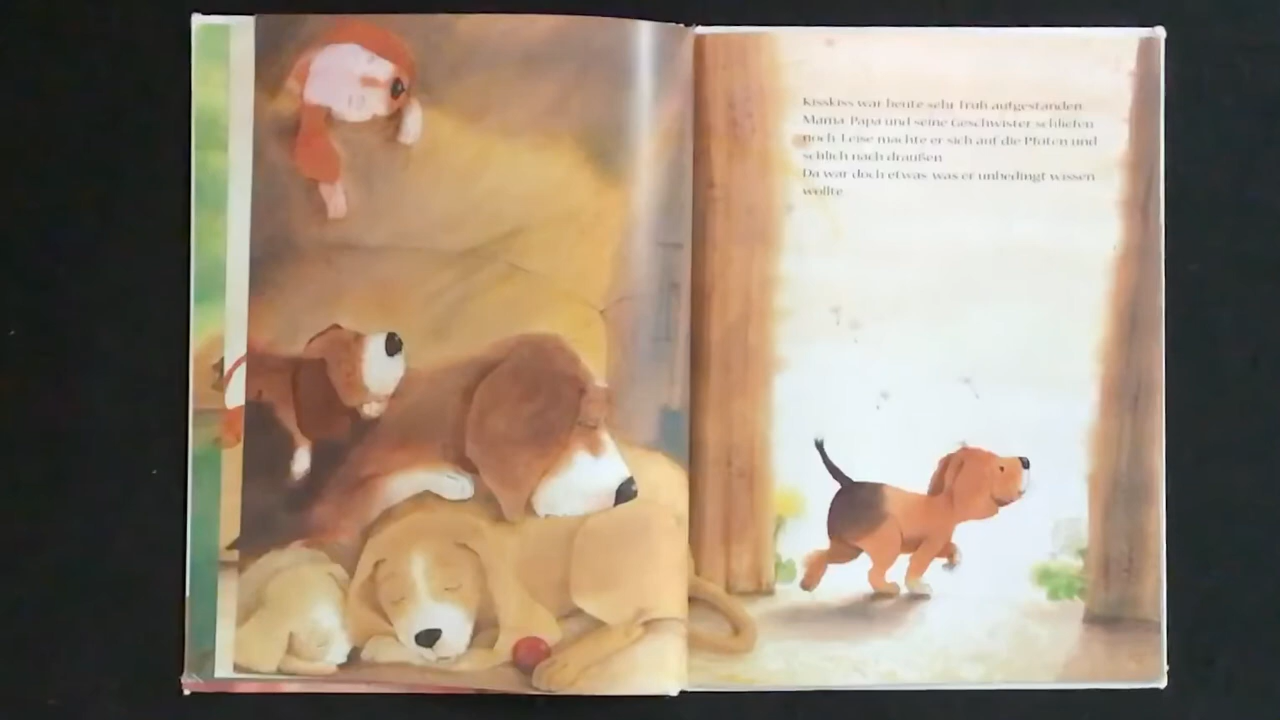 Kisskiss war heute sehr früh aufgestanden.
Mama, Papa und seine Geschwister schliefen
noch. Leise machte er sich auf die Pfoten und
schlich nach draußen.
Da war doch etwas, was er unbedingt wissen
wollte.